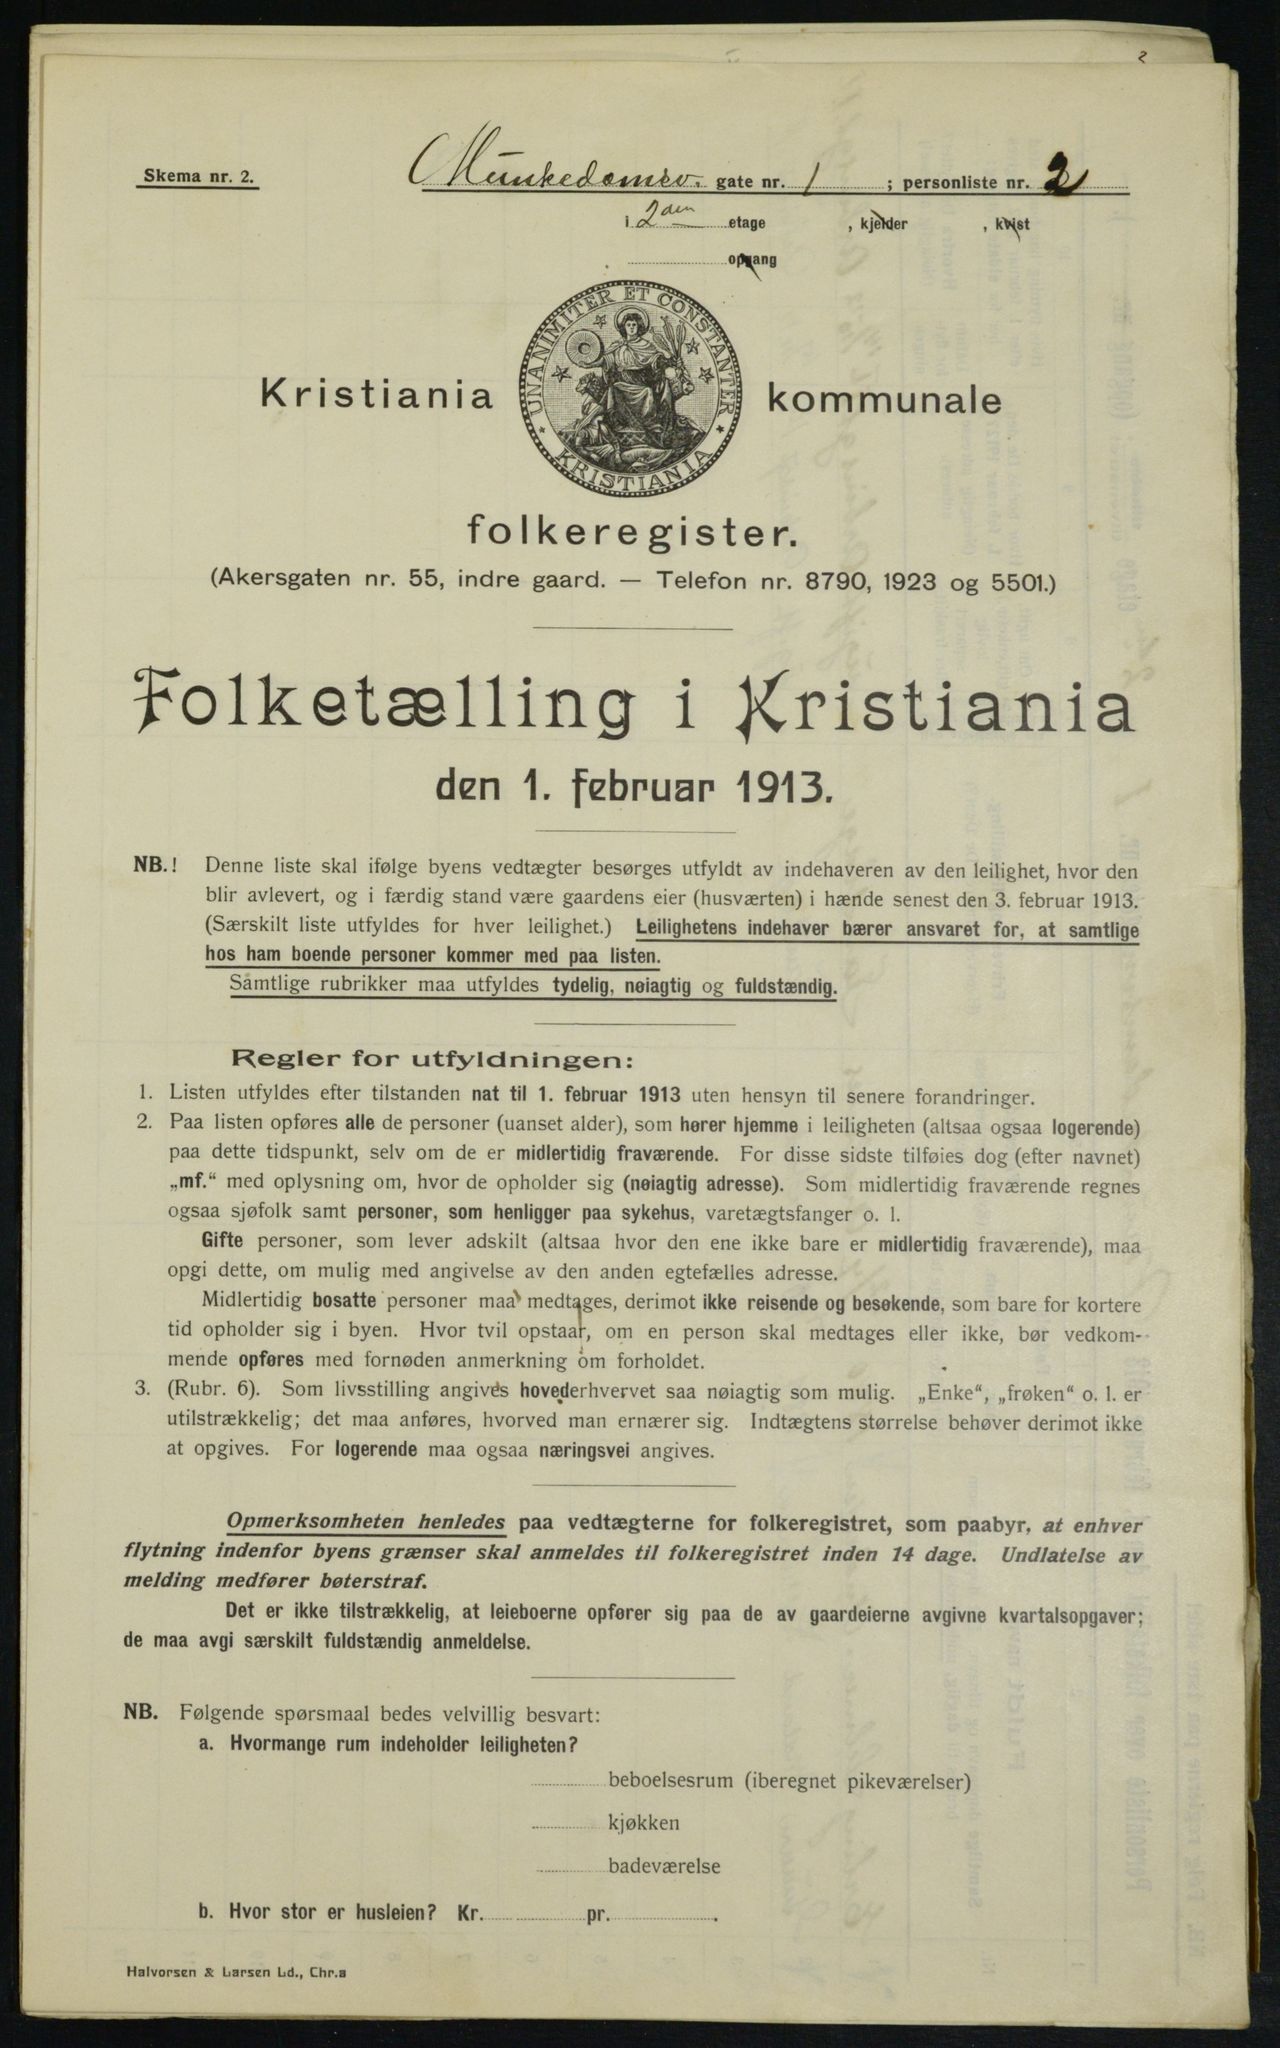 Skema nr. 2.
Munkedamsv. gate nr. 1 ; personliste nr. 2
i 2den etage , kjelder , kvist
opgang
UNANIMITER ET CONSTANTER
KRISTIANIA
Kristiania kommunale
folkeregister.
(Akersgaten nr. 55, indre gaard. — Telefon nr. 8790, 1923 og 5501.)
Folketælling i Kristiania
den 1. februar 1913.
NB.! Denne liste skal ifølge byens vedtægter besørges utfyldt av indehaveren av den leilighet, hvor den
blir avlevert, og i færdig stand være gaardens eier (husværten) i hænde senest den 3. februar 1913.
(Særskilt liste utfyldes for hver leilighet.) Leilighetens indehaver bærer ansvaret for, at samtlige
hos ham boende personer kommer med paa listen.
Samtlige rubrikker maa utfyldes tydelig, nøiagtig og fuldstændig.
Regler for utfyldningen:
1. Listen utfyldes efter tilstanden nat til 1. februar 1913 uten hensyn til senere forandringer.
2. Paa listen opføres alle de personer (uanset alder), som hører hjemme i leiligheten (altsaa ogsaa logerende)
paa dette tidspunkt, selv om de er midlertidig fraværende. For disse sidste tilføies dog (efter navnet)
„mf.“ med oplysning om, hvor de opholder sig (nøiagtig adresse). Som midlertidig fraværende regnes
ogsaa sjøfolk samt personer, som henligger paa sykehus, varetægtsfanger o. l.
Gifte personer, som lever adskilt (altsaa hvor den ene ikke bare er midlertidig fraværende), maa
opgi dette, om mulig med angivelse av den anden egtefælles adresse.
Midlertidig bosatte personer maa medtages, derimot ikke reisende og besøkende, som bare for kortere
tid opholder sig i byen. Hvor tvil opstaar, om en person skal medtages eller ikke, bør vedkom-
mende opføres med fornøden anmerkning om forholdet.
3. (Rubr. 6). Som livsstilling angives hovederhvervet saa nøiagtig som mulig. „Enke“, „frøken“ o. l. er
utilstrækkelig; det maa anføres, hvorved man ernærer sig. Indtægtens størrelse behøver derimot ikke
at opgives. For logerende maa ogsaa næringsvei angives.
Opmerksomheten henledes paa vedtægterne for folkeregistret, som paabyr, at enhver
flytning indenfor byens grænser skal anmeldes til folkeregistret inden 14 dage. Undlatelse av
melding medfører bøterstraf.
Det er ikke tilstrækkelig, at leieboerne opfører sig paa de av gaardeierne avgivne kvartalsopgaver;
de maa avgi særskilt fuldstændig anmeldelse.
NB. Følgende spørsmaal bedes velvillig besvart:
a. Hvormange rum indeholder leiligheten?
beboelsesrum (iberegnet pikeværelser)
kjøkken
badeværelse
b. Hvor stor er husleien? Kr. pr. .
Halvorsen & Larsen Ld., Chr.a